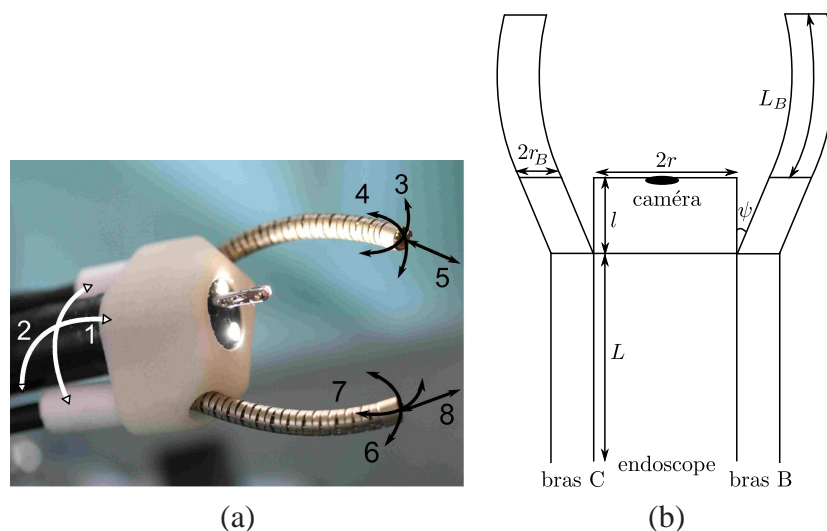 3
4
5
2
1
7
6
8
(a)
2r
2r_B
L_B
caméra
ψ
l
L
endoscope
bras C
bras B
(b)